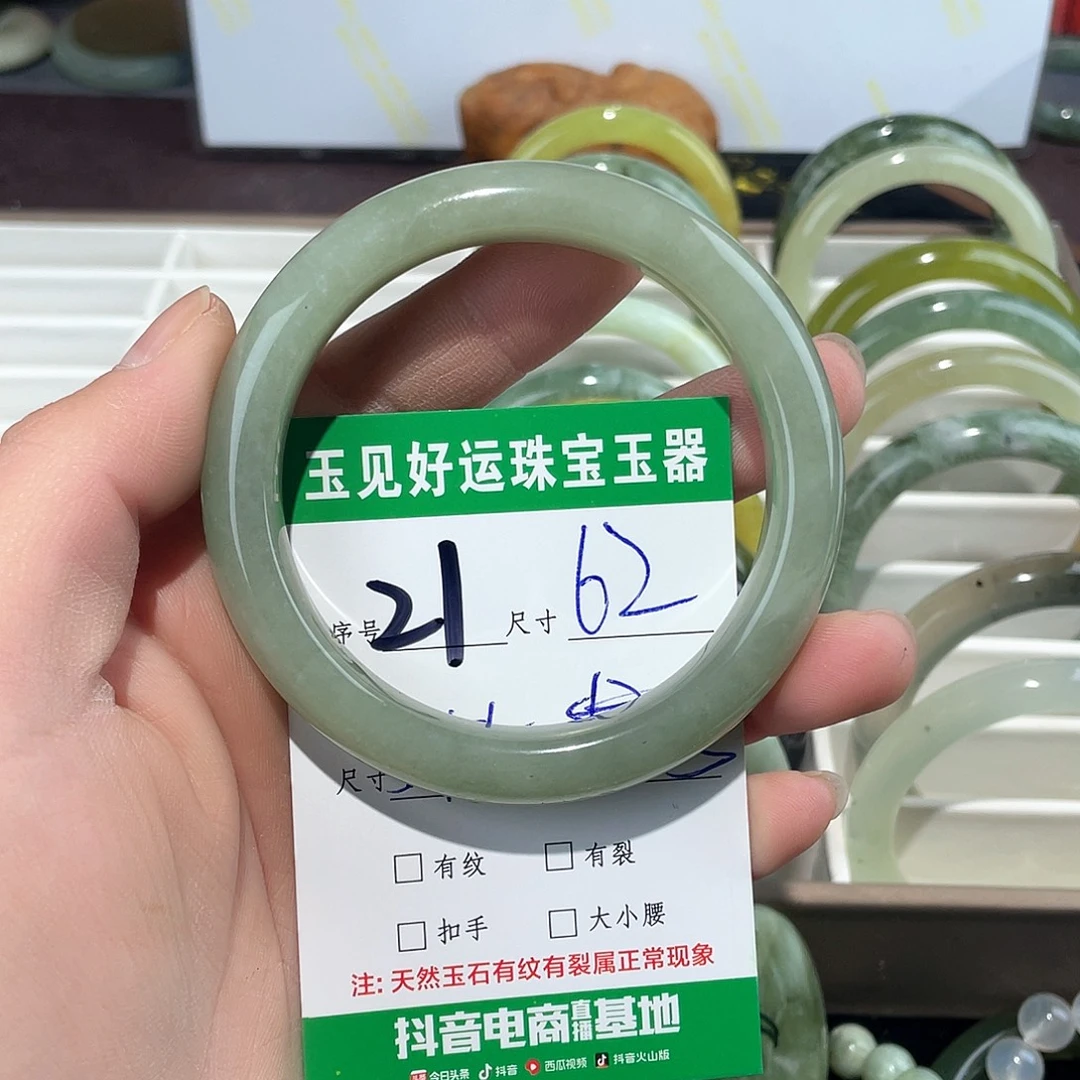 玉见好运珠宝玉器
序号 21 尺寸 62
尺寸
□ 有纹 □ 有裂
□ 扣手 □ 大小腰
注: 天然玉石有纹有裂属正常现象
抖音电商直播基地
头条 今日头条 抖音 西瓜视频 抖音火山版